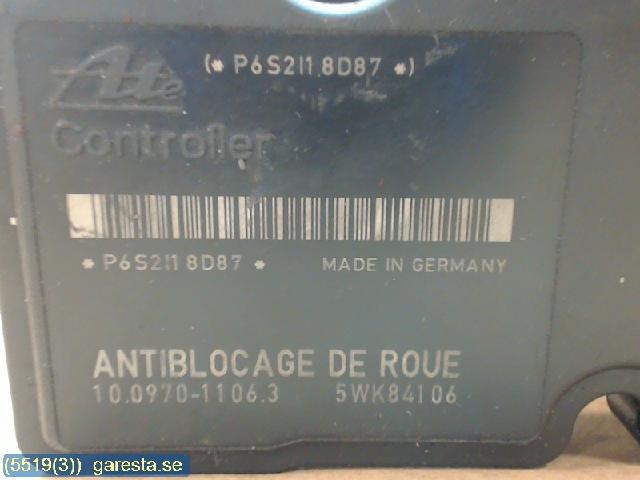 (* P6S2I1 8D87 *)
Ate
Controller
* P6S2I1 8D87 * MADE IN GERMANY
ANTIBLOCAGE DE ROUE
10.0970-1106.3 5WK84106
(5519(3)) garesta.se